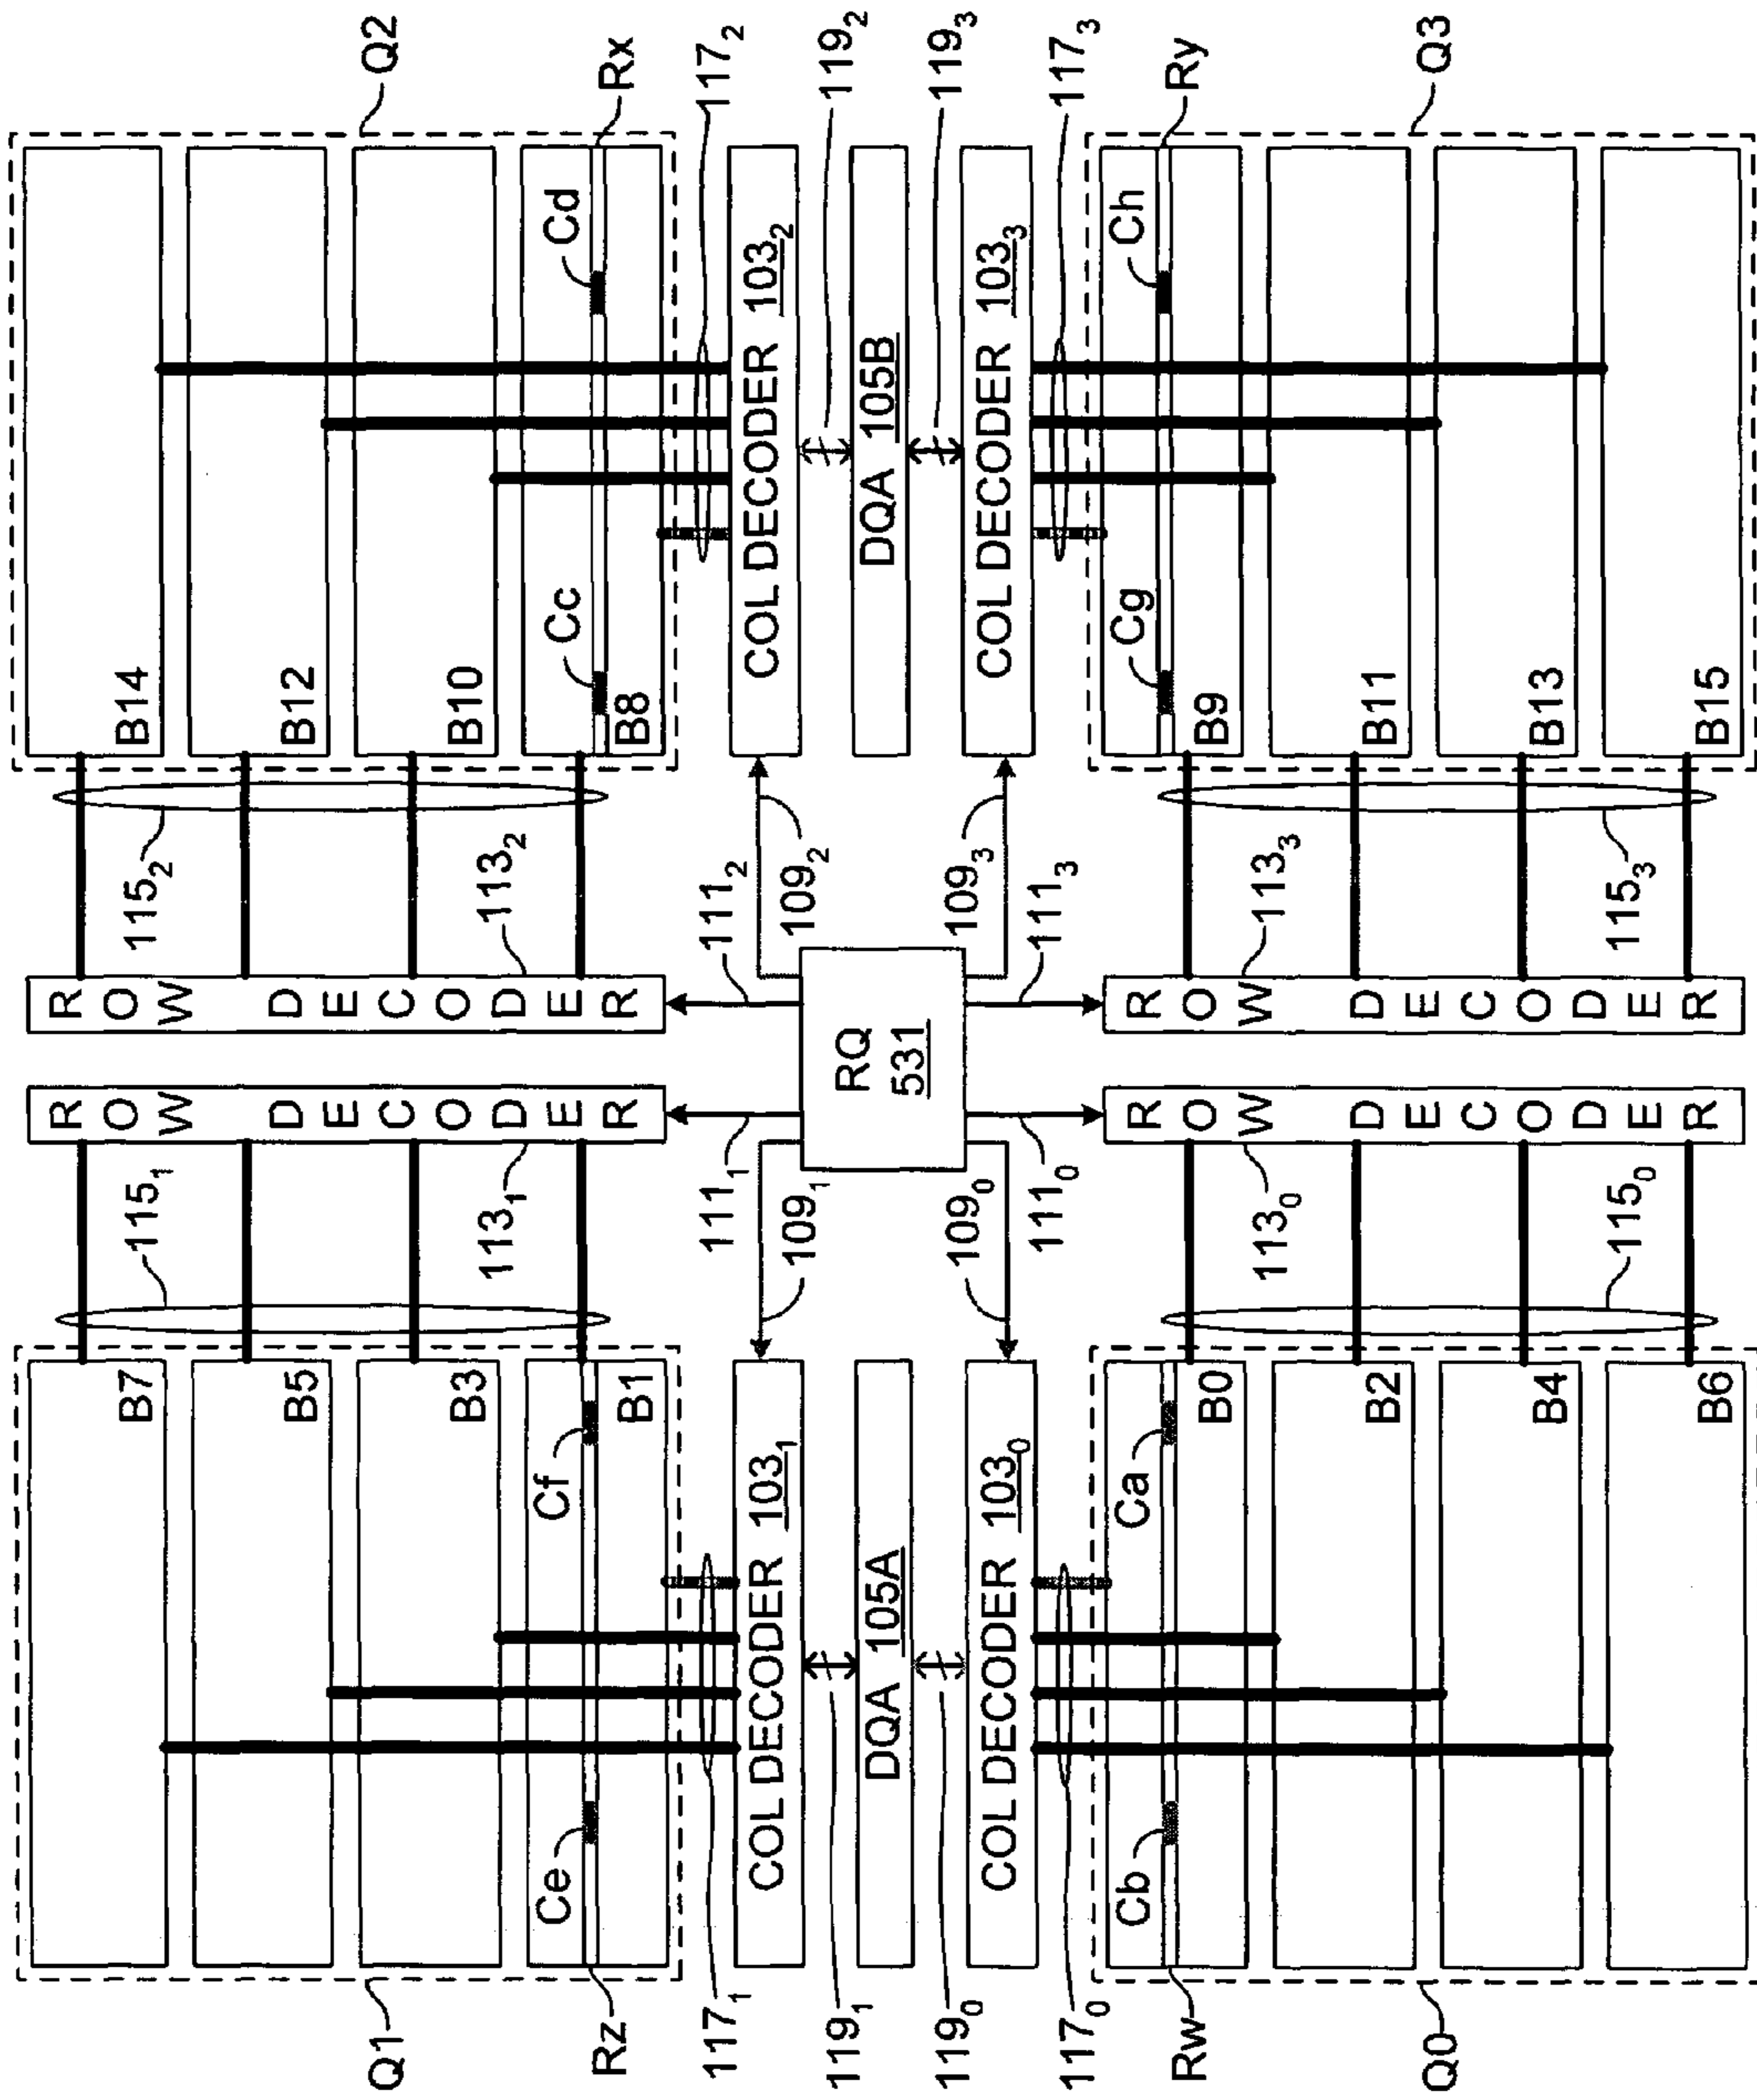 Q0
Rw
117₀
119₀
119₁
117₁
Rz
Q1
Cb
Ce
COL DECODER 103₀
DQA 105A
COL DECODER 103₁
Ca
Cf
B6
B4
B2
B0
B1
B3
B5
B7
115₀
113₀
111₀
109₀
109₁
111₁
113₁
115₁
ROW DECODER
ROW DECODER
RQ
531
ROW DECODER
ROW DECODER
115₃
113₃
111₃
109₃
109₂
111₂
113₂
115₂
B15
B13
B11
B9
B8
B10
B12
B14
Cg
Cc
COL DECODER 103₃
DQA 105B
COL DECODER 103₂
Ch
Cd
Q3
Ry
117₃
119₃
119₂
117₂
Rx
Q2